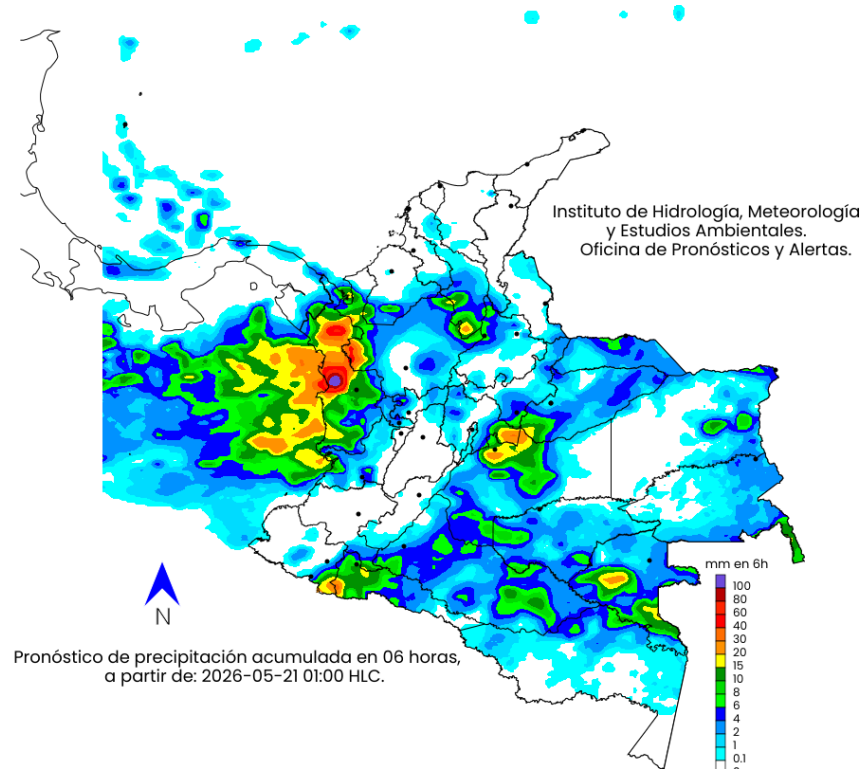 Instituto de Hidrología, Meteorología
y Estudios Ambientales.
Oficina de Pronósticos y Alertas.
mm en 6h
100
80
60
40
30
20
15
10
8
6
4
2
1
0.1
N
Pronóstico de precipitación acumulada en 06 horas,
a partir de: 2026-05-21 01:00 HLC.